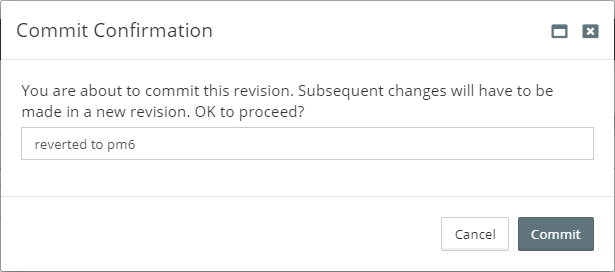 Commit Confirmation
You are about to commit this revision. Subsequent changes will have to be
made in a new revision. OK to proceed?
reverted to pm6
Cancel
Commit